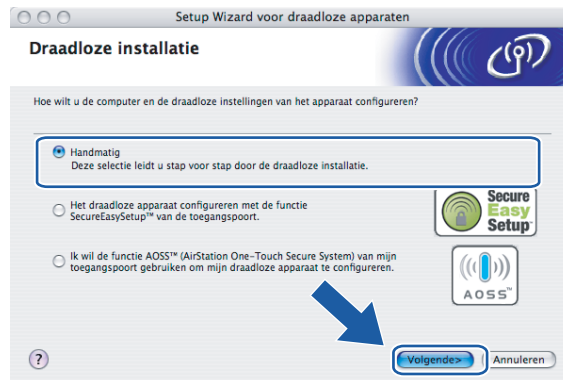 Setup Wizard voor draadloze apparaten
Draadloze installatie
Hoe wilt u de computer en de draadloze instellingen van het apparaat configureren?
Handmatig
Deze selectie leidt u stap voor stap door de draadloze installatie.
Het draadloze apparaat configureren met de functie
SecureEasySetup™ van de toegangspoort.
Secure
Easy
Setup
Ik wil de functie AOSS™ (AirStation One-Touch Secure System) van mijn
toegangspoort gebruiken om mijn draadloze apparaat te configureren.
AOSS™
?
Volgende>
Annuleren